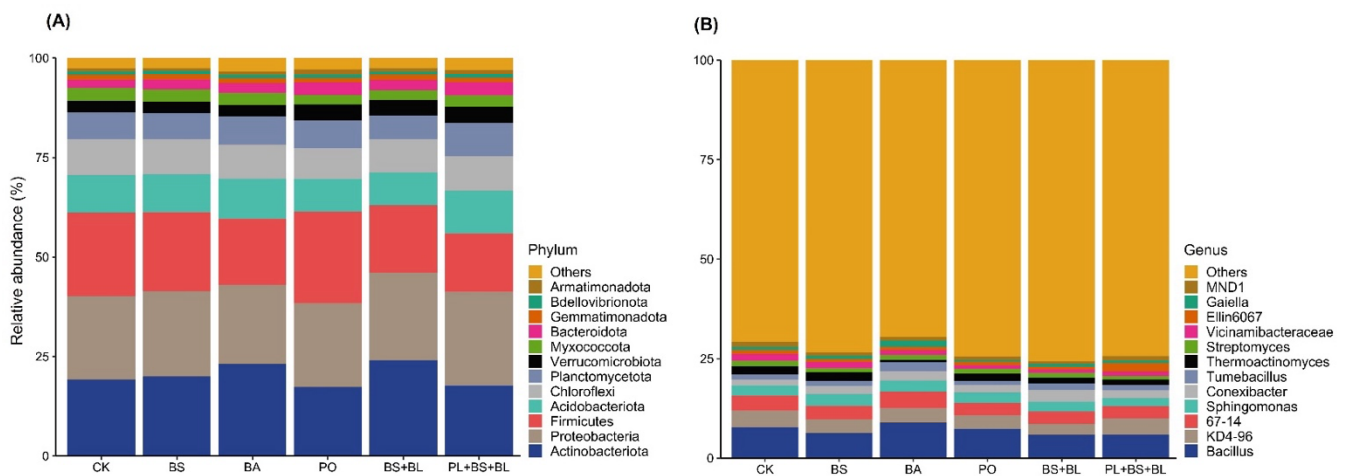 (A)
Relative abundance (%)
100
75
50
25
0
CK BS BA PO BS+BL PL+BS+BL
Phylum
Others
Armatimonadota
Bdellovibrionota
Gemmatimonadota
Bacteroidota
Myxococcota
Verrucomicrobiota
Planctomycetota
Chloroflexi
Acidobacteriota
Firmicutes
Proteobacteria
Actinobacteriota
(B)
100
75
50
25
0
CK BS BA PO BS+BL PL+BS+BL
Genus
Others
MND1
Gaiella
Ellin6067
Vicinamibacteraceae
Streptomyces
Thermoactinomyces
Tumebacillus
Conexibacter
Sphingomonas
67-14
KD4-96
Bacillus